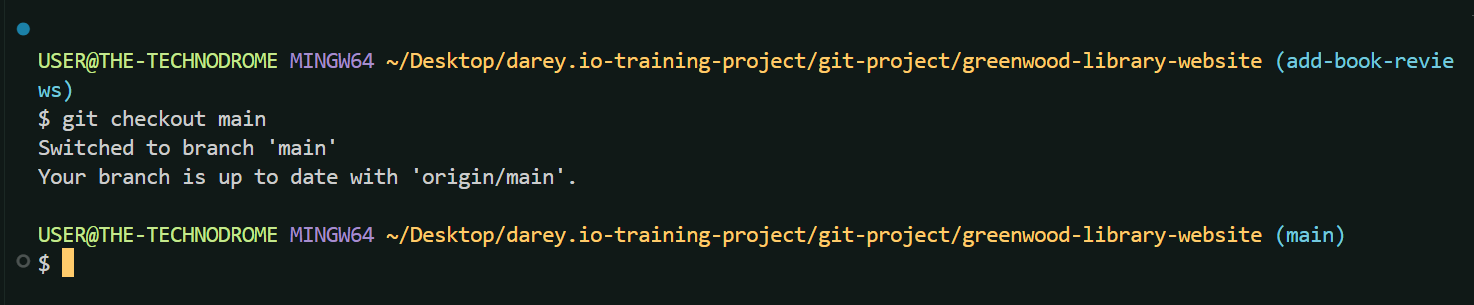 USER@THE-TECHNODROME MINGW64 ~/Desktop/darey.io-training-project/git-project/greenwood-library-website (add-book-revie
ws)
$ git checkout main
Switched to branch 'main'
Your branch is up to date with 'origin/main'.
USER@THE-TECHNODROME MINGW64 ~/Desktop/darey.io-training-project/git-project/greenwood-library-website (main)
$